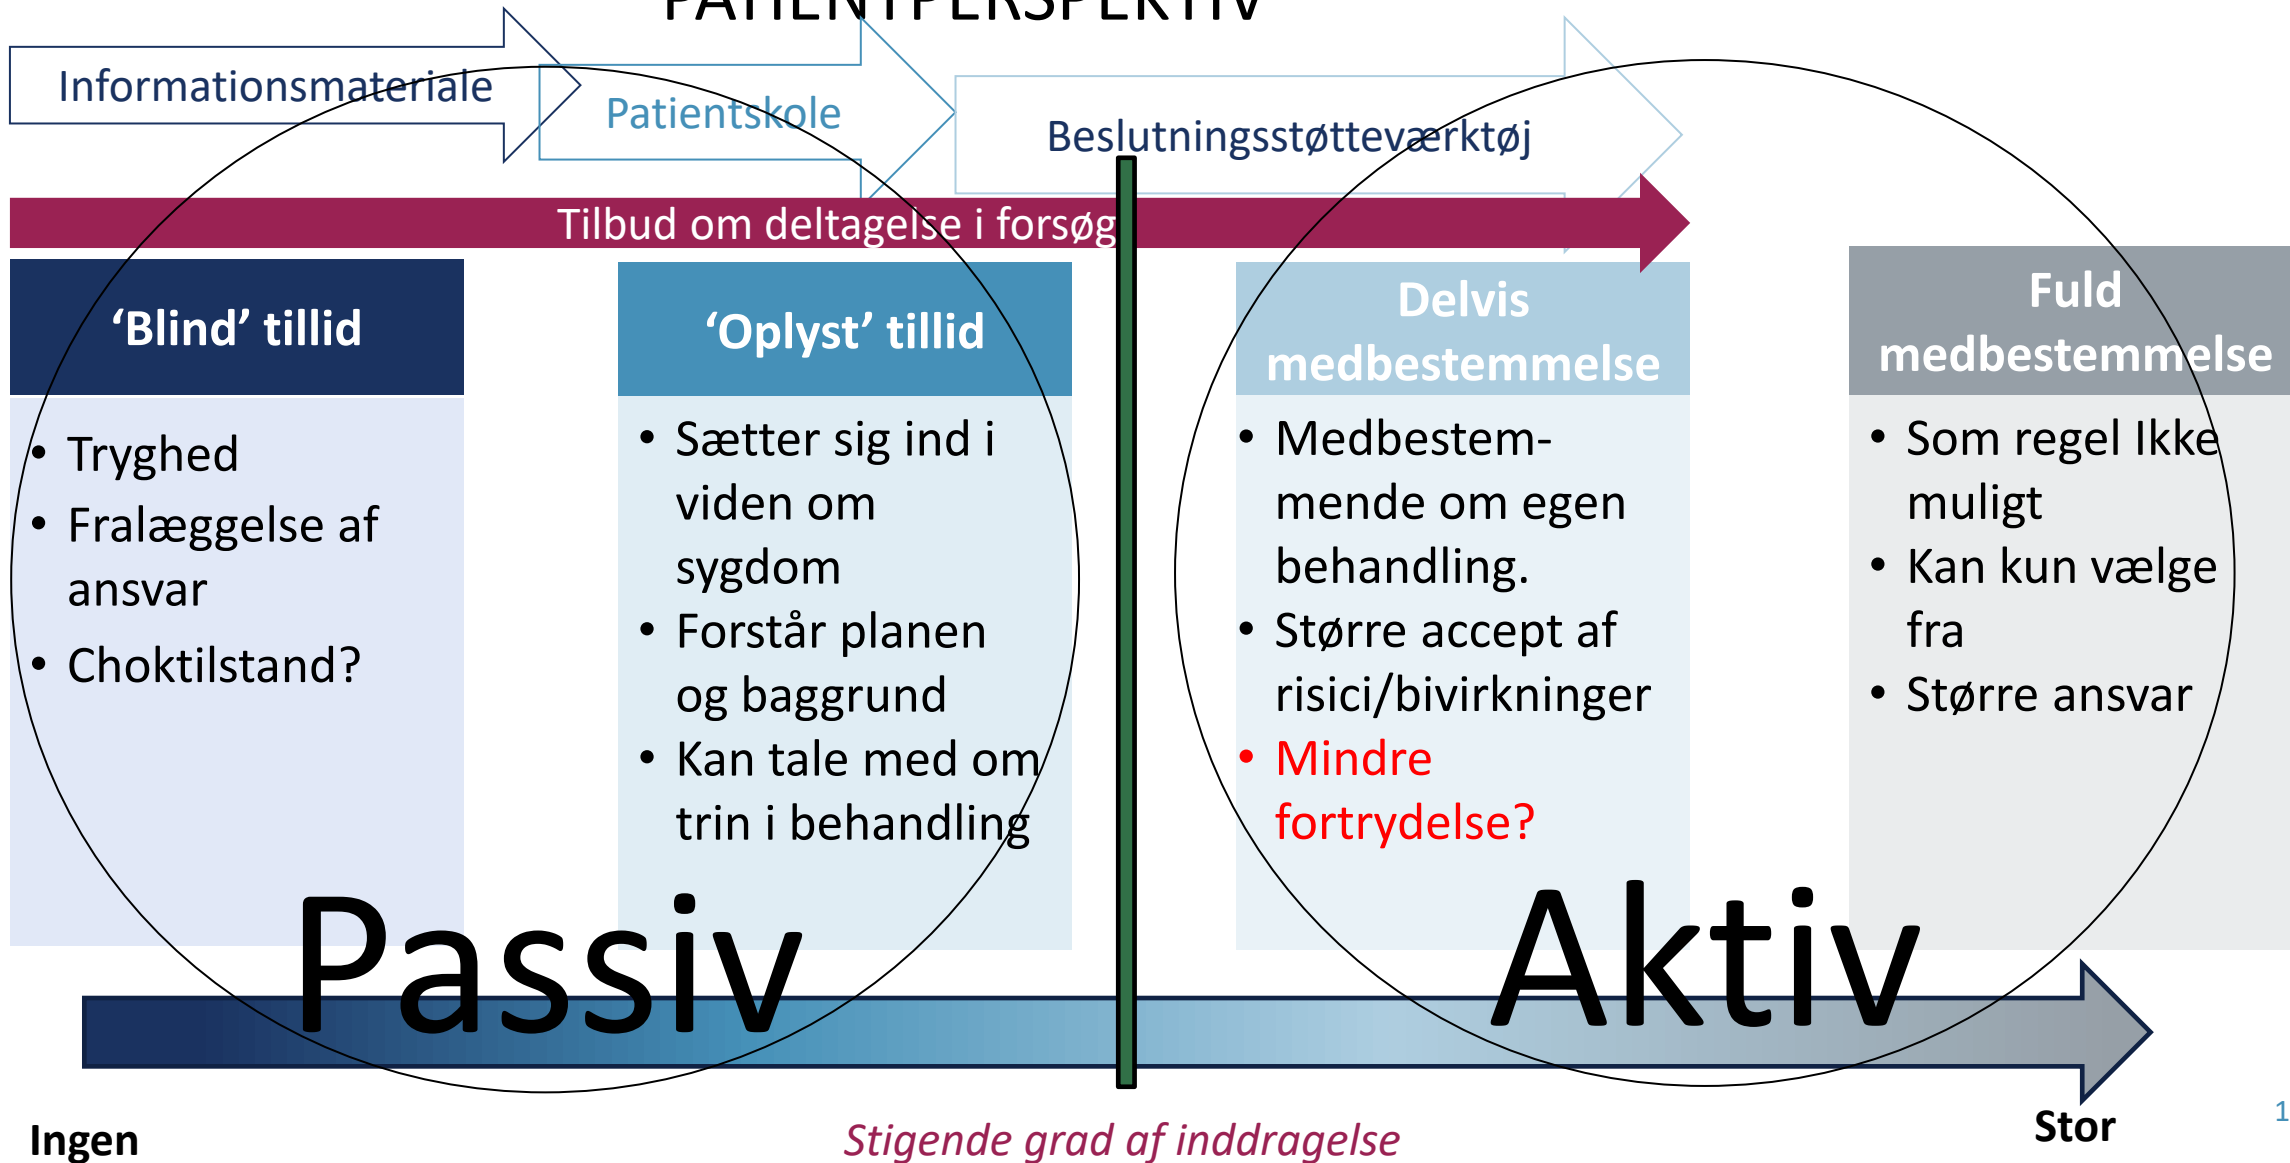 PATIENTPERSPEKTIV
Informationsmateriale
Patientskole
Beslutningsstøtteværktøj
Tilbud om deltagelse i forsøg
‘Blind’ tillid
• Tryghed
• Fralæggelse af
ansvar
• Choktilstand?
‘Oplyst’ tillid
• Sætter sig ind i
viden om
sygdom
• Forstår planen
og baggrund
• Kan tale med om
trin i behandling
Delvis
medbestemmelse
• Medbestem-
mende om egen
behandling.
• Større accept af
risici/bivirkninger
• Mindre
fortrydelse?
Fuld
medbestemmelse
• Som regel Ikke
muligt
• Kan kun vælge
fra
• Større ansvar
Passiv
Aktiv
Ingen
Stigende grad af inddragelse
Stor
1